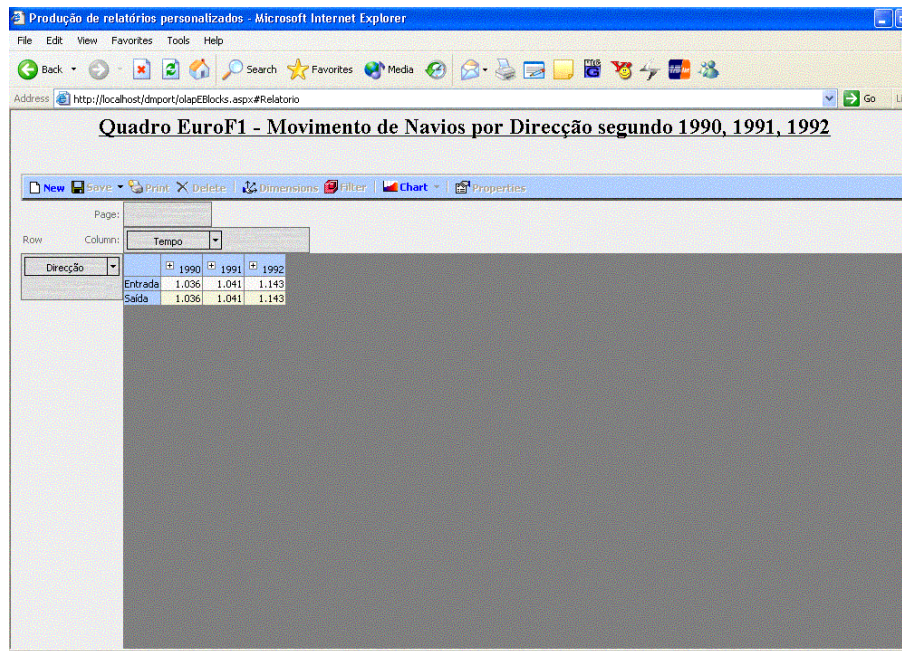 Produção de relatórios personalizados - Microsoft Internet Explorer
File Edit View Favorites Tools Help
Back Search Favorites Media
Address http://localhost/dmport/olapEBlocks.aspx#Relatorio Go
Quadro EuroF1 - Movimento de Navios por Direcção segundo 1990, 1991, 1992
New Save Print Delete Dimensions Filter Chart Properties
Page:
Row Column: Tempo
Direcção 1990 1991 1992
Entrada 1.036 1.041 1.143
Saída 1.036 1.041 1.143